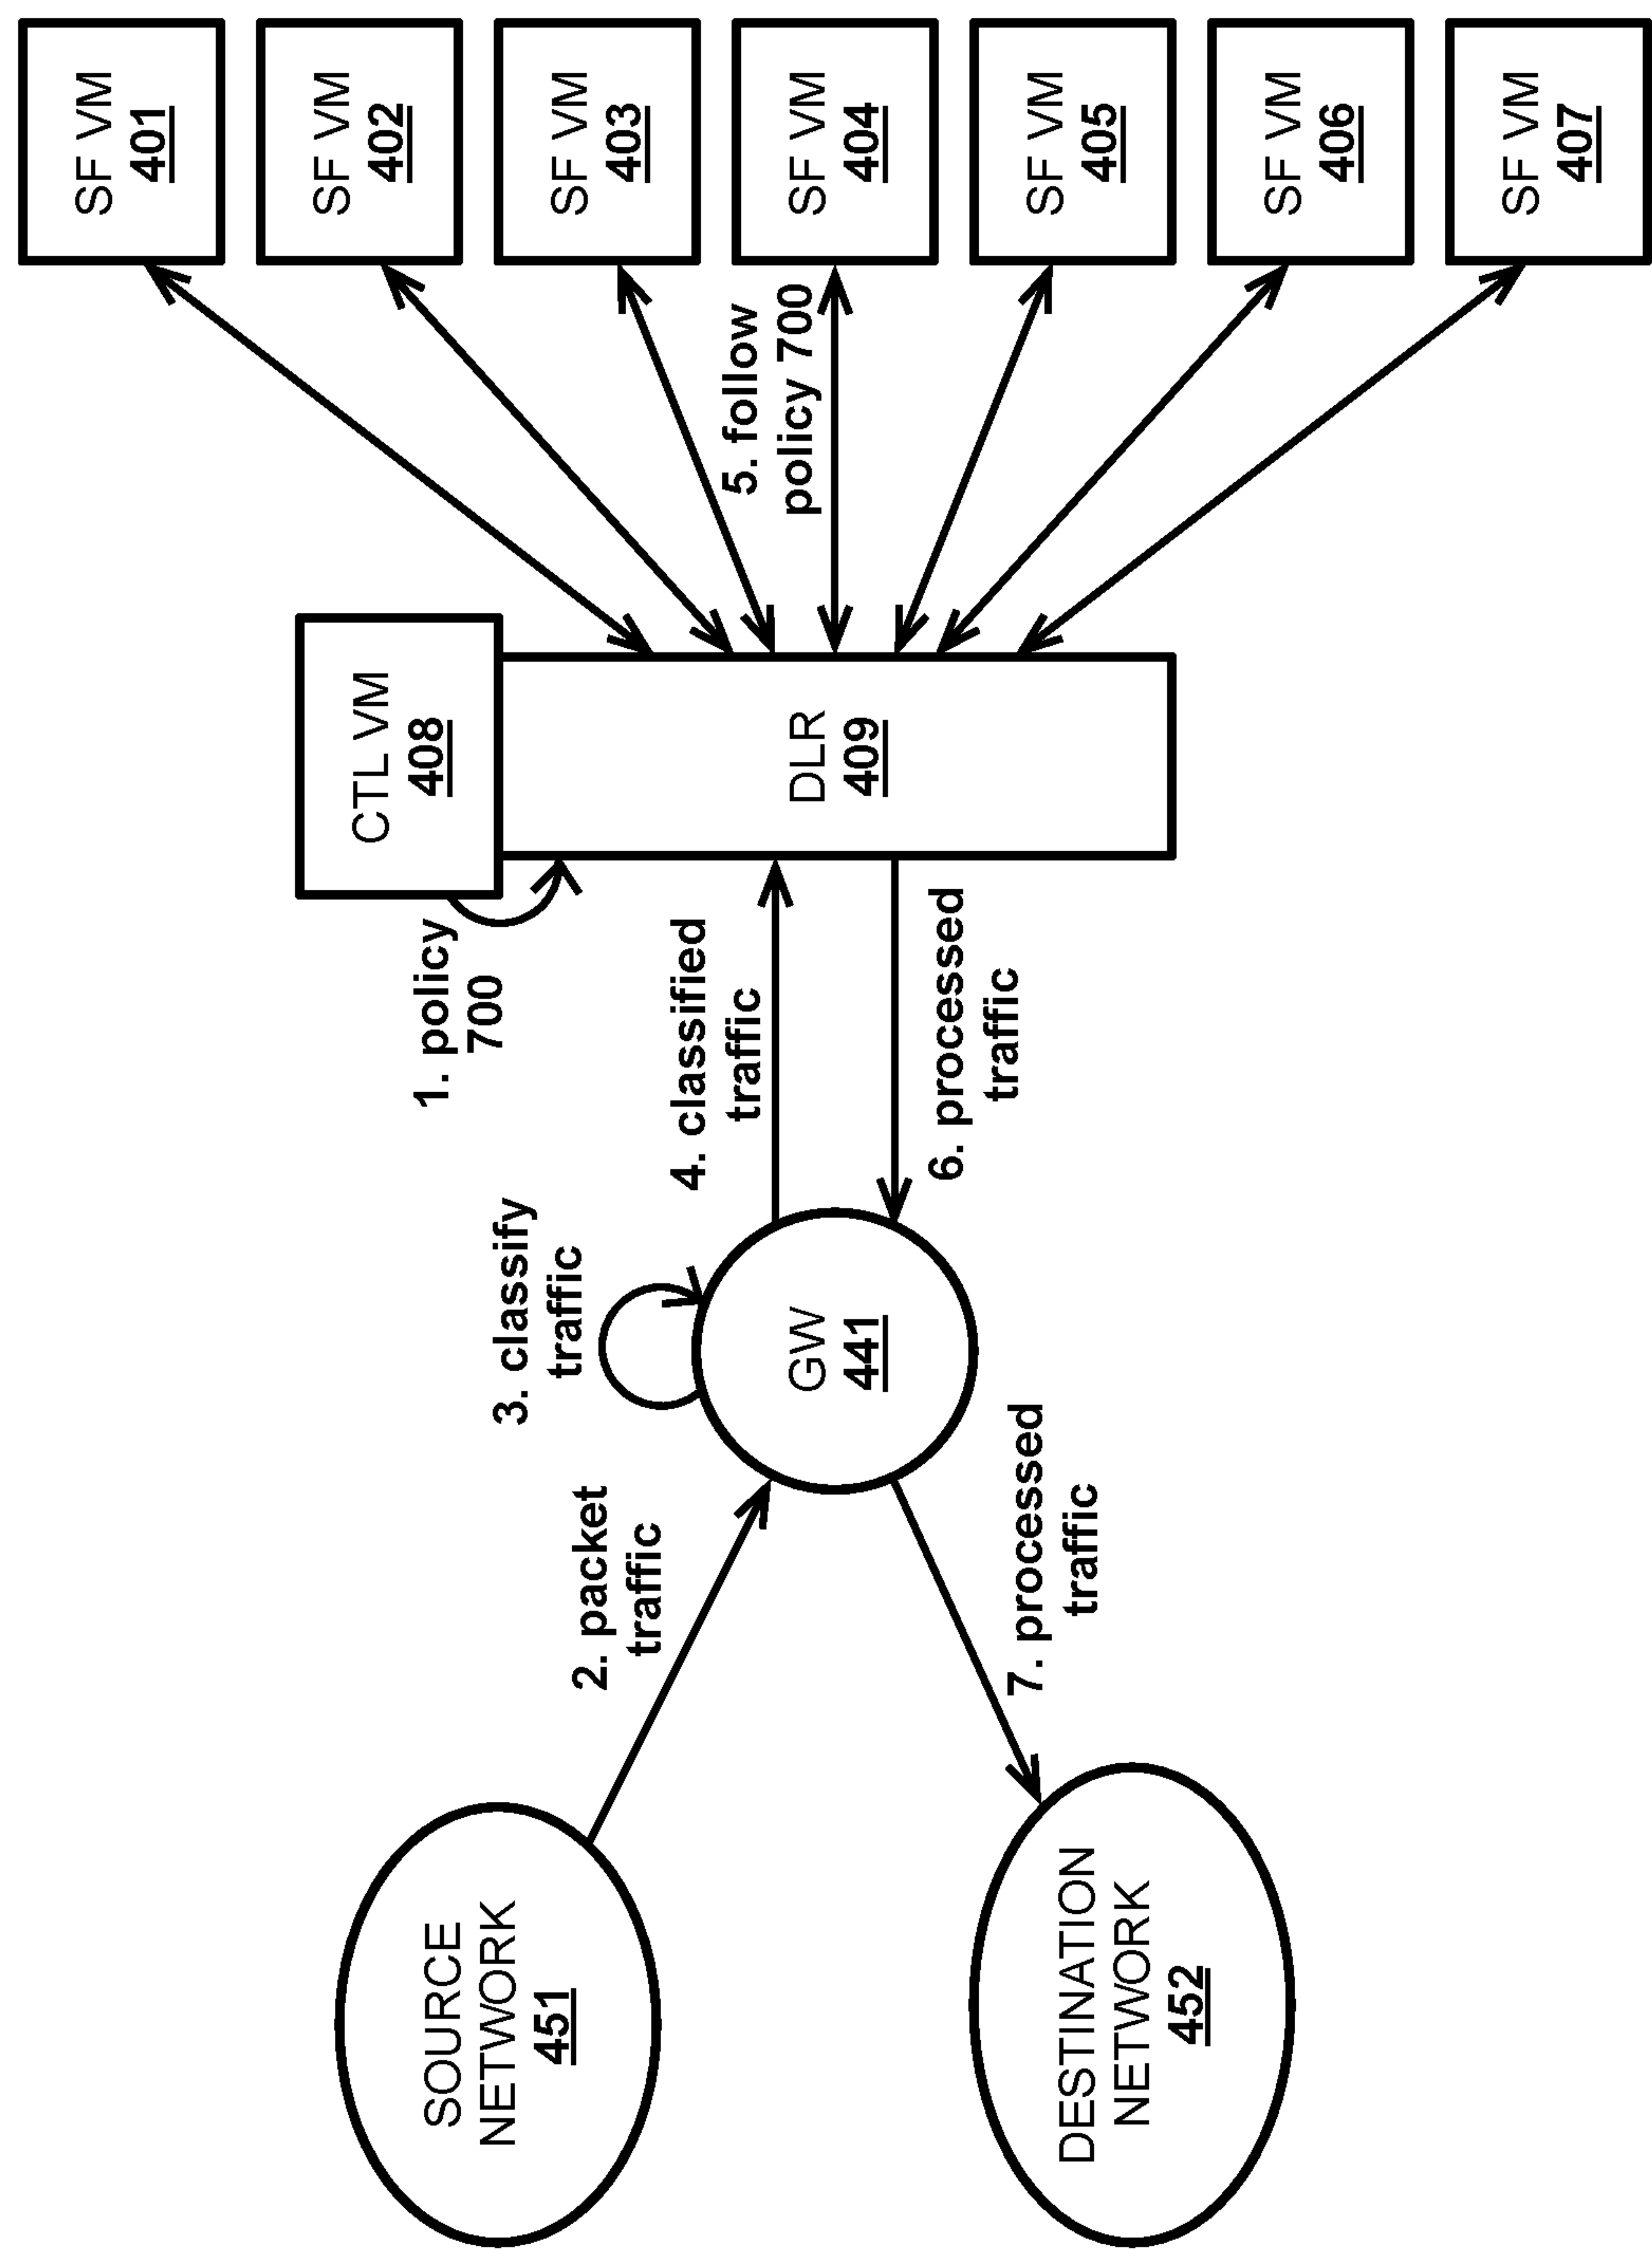 SOURCE
NETWORK
451
DESTINATION
NETWORK
452
2. packet
traffic
7. processed
traffic
3. classify
traffic
GW
441
1. policy
700
4. classified
traffic
6. processed
traffic
CTL VM
408
DLR
409
5. follow
policy 700
SF VM
401
SF VM
402
SF VM
403
SF VM
404
SF VM
405
SF VM
406
SF VM
407